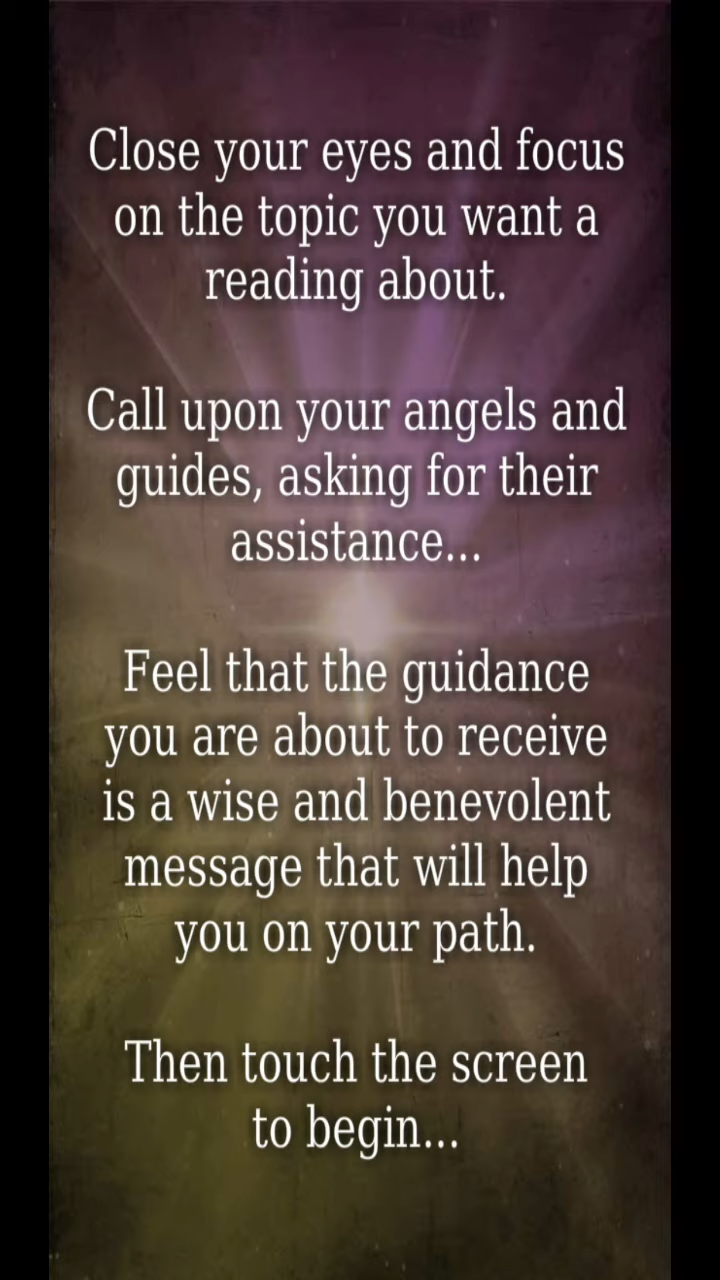 Close your eyes and focus
on the topic you want a
reading about.
Call upon your angels and
guides, asking for their
assistance...
Feel that the guidance
you are about to receive
is a wise and benevolent
message that will help
you on your path.
Then touch the screen
to begin...